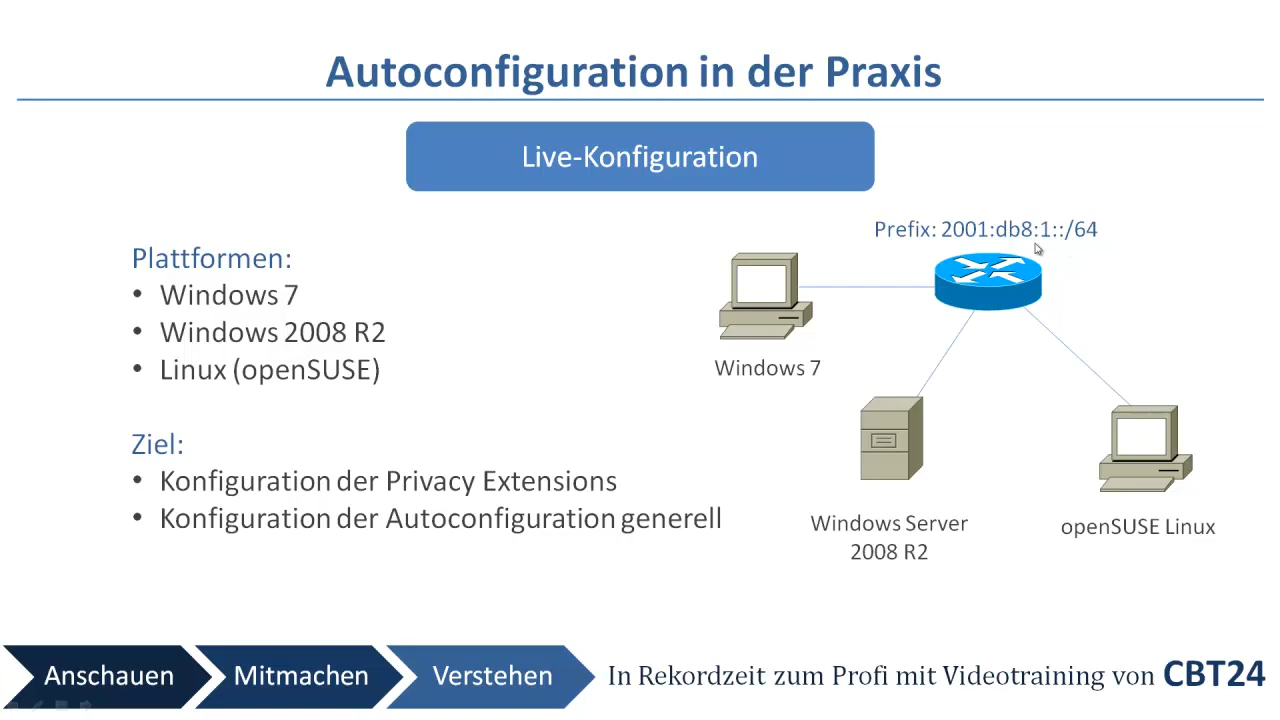 Autoconfiguration in der Praxis
Live-Konfiguration
Plattformen:
• Windows 7
• Windows 2008 R2
• Linux (openSUSE)
Ziel:
• Konfiguration der Privacy Extensions
• Konfiguration der Autoconfiguration generell
Prefix: 2001:db8:1::/64
Windows 7
Windows Server
2008 R2
openSUSE Linux
Anschauen
Mitmachen
Verstehen
In Rekordzeit zum Profi mit Videotraining von CBT24